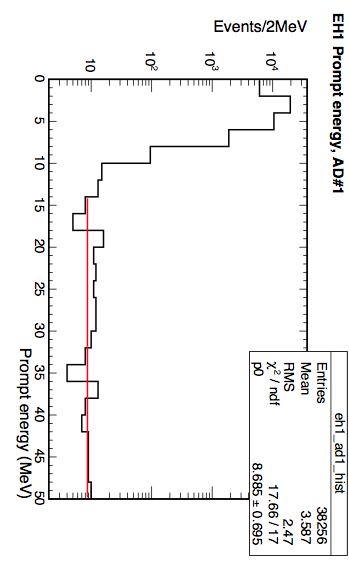 EH1 Prompt energy, AD#1
eh1_ad1_hist
Entries 38256
Mean 3.587
RMS 2.47
χ² / ndf 17.66 / 17
p0 8.685 ± 0.695
Events/2MeV
10⁴
10³
10²
10
0 5 10 15 20 25 30 35 40 45 50
Prompt energy (MeV)